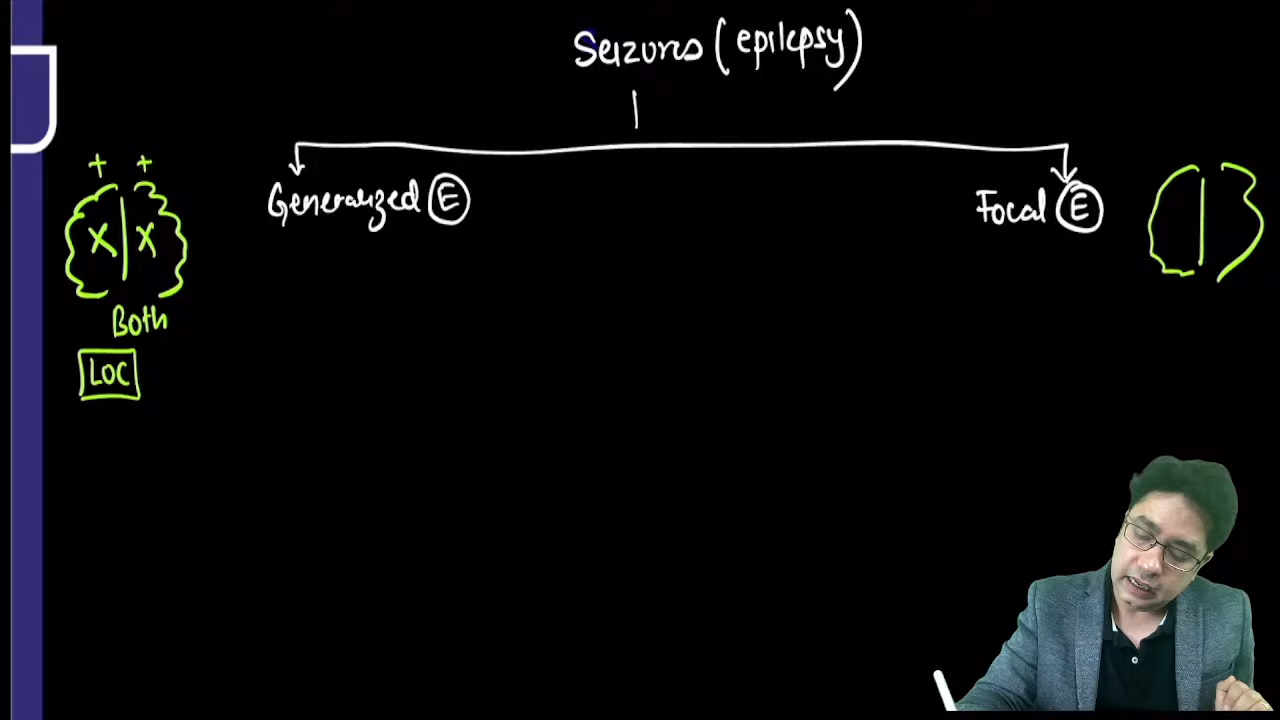 Seizures (epilepsy)
+ +
Generalized E
Focal E
X X
Both
LOC